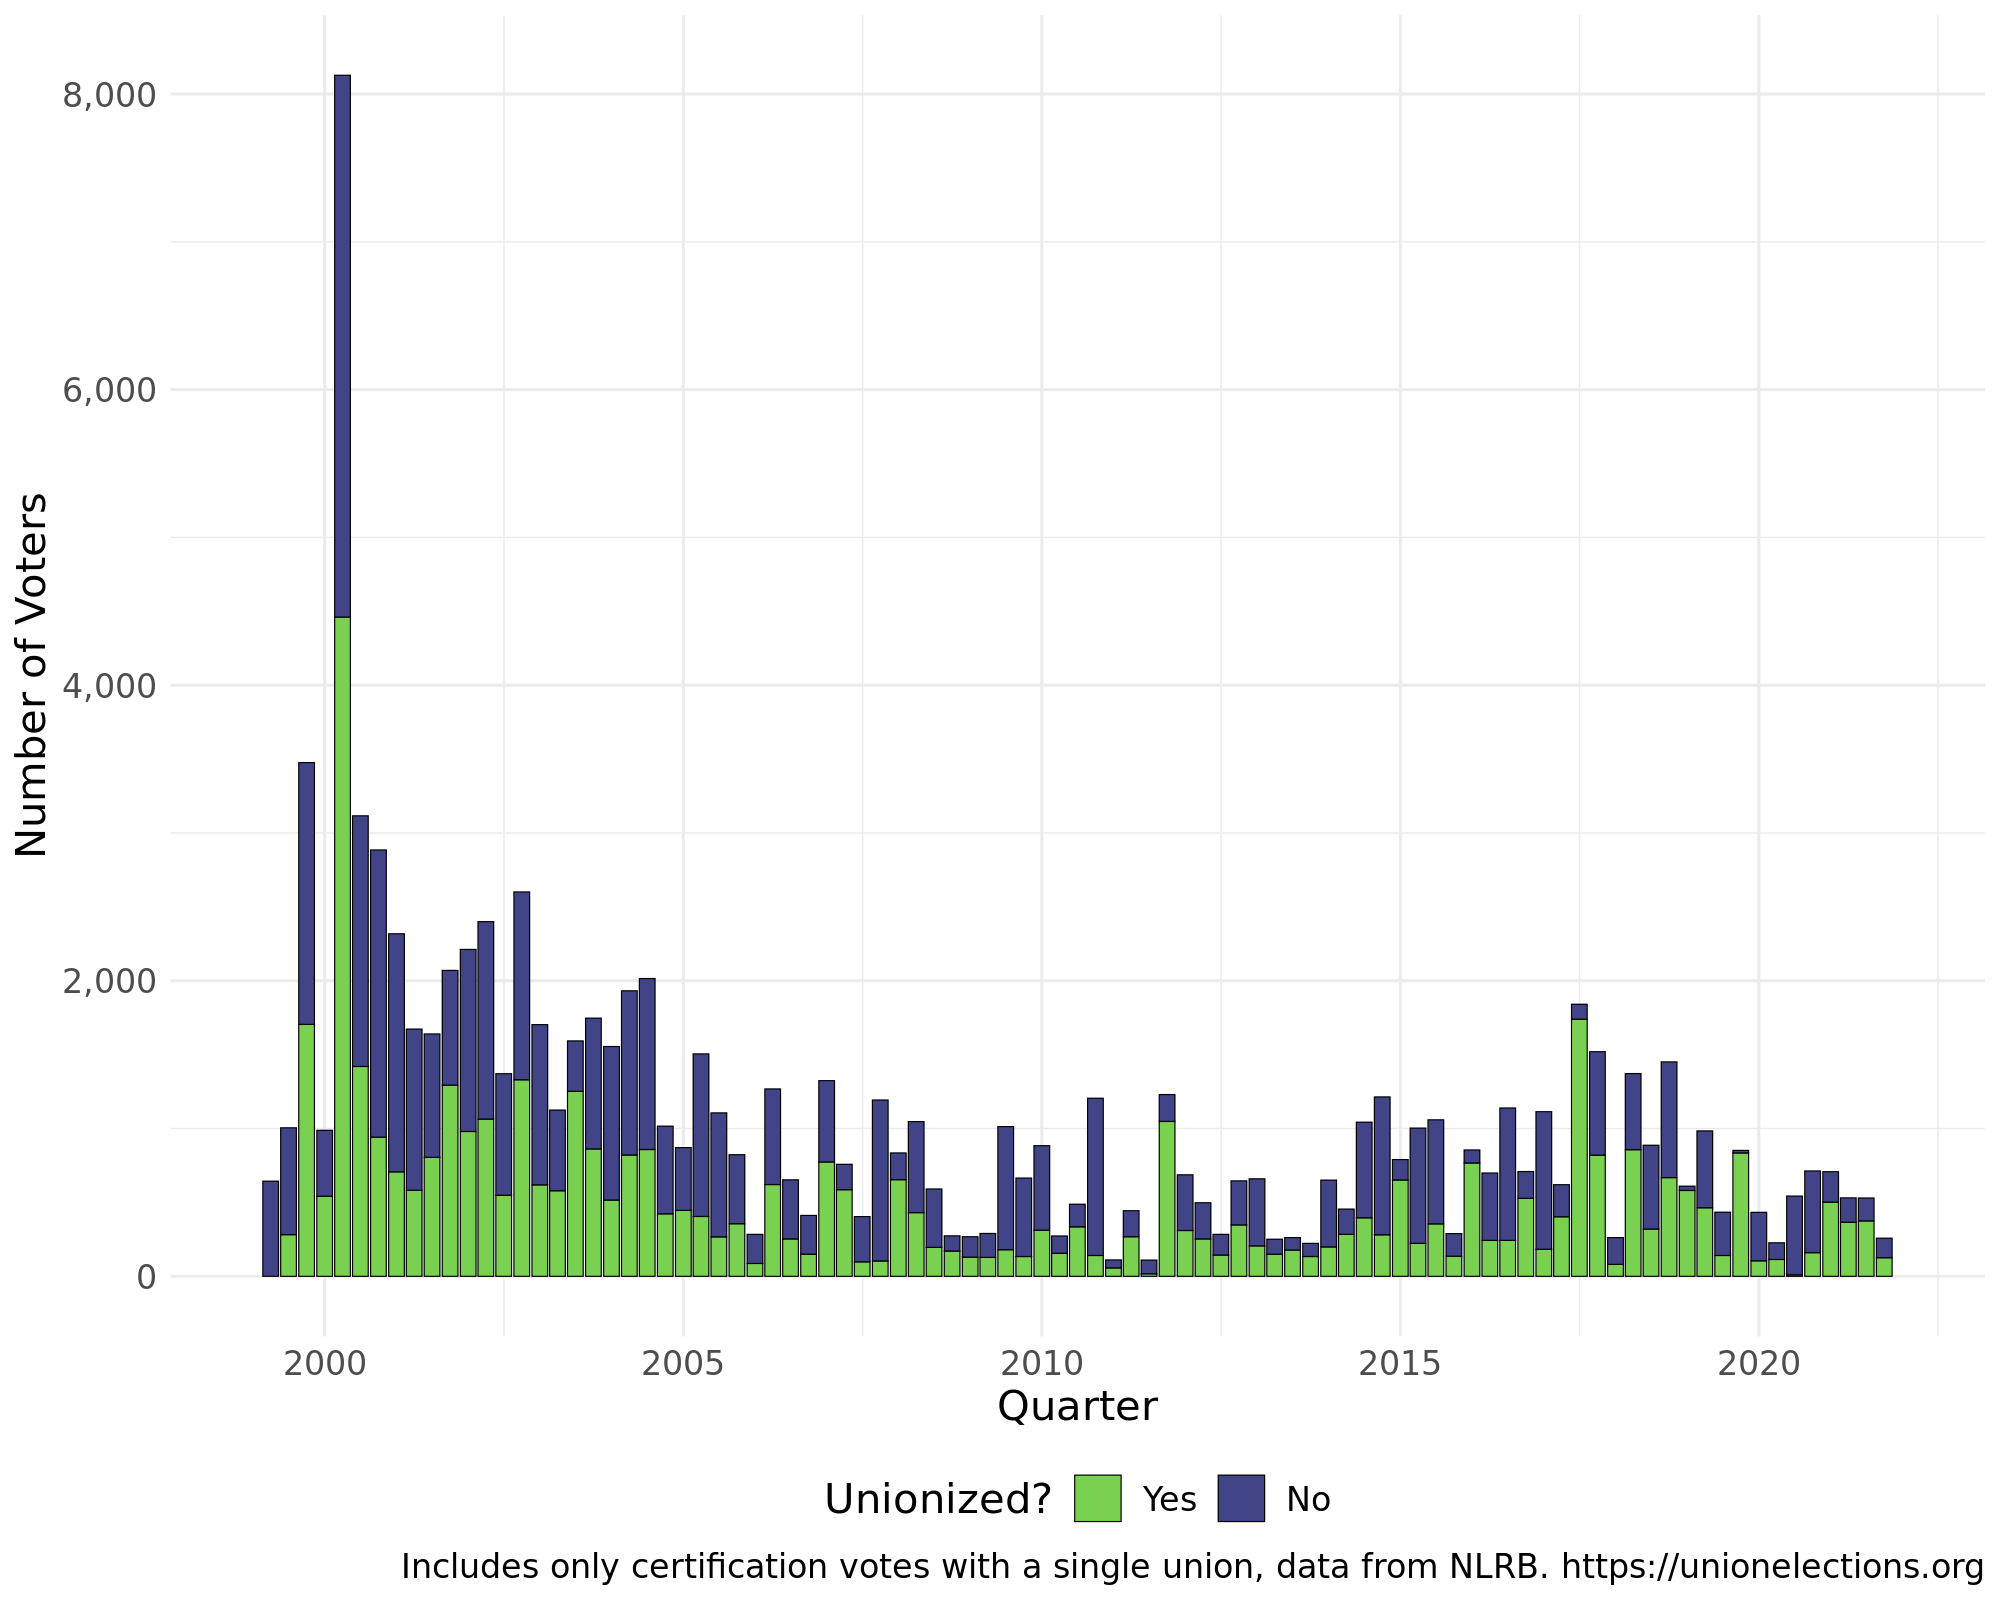 8,000
6,000
4,000
2,000
0
Number of Voters
2000 2005 2010 2015 2020
Quarter
Unionized? Yes No
Includes only certification votes with a single union, data from NLRB. https://unionelections.org